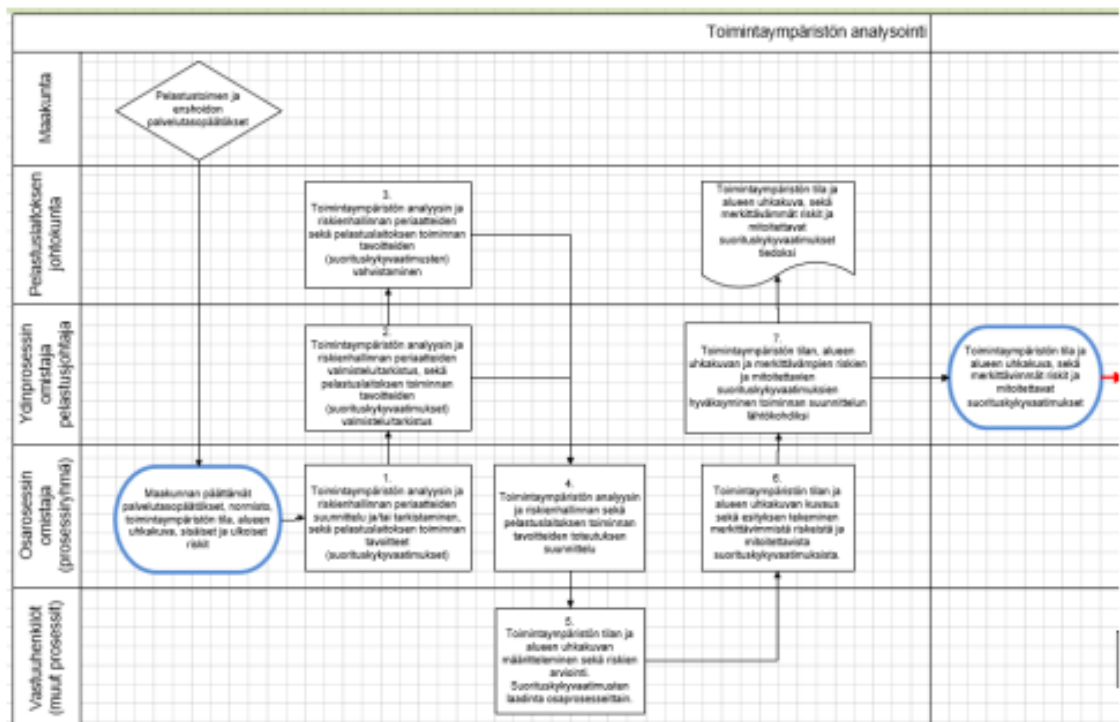 Toimintaympäristön analysointi
Maakunta
Pelastustoimen ja
ensihoidon
palvelutasopäätökset
Pelastuslaitoksen
johtokunta
3.
Toimintaympäristön analyysin ja
riskienhallinnan periaatteiden
sekä pelastuslaitoksen toiminnan
tavoitteiden
(suorituskykyvaatimusten)
vahvistaminen
Toimintaympäristön tila ja
alueen uhkakuva, sekä
merkittävämmät riskit ja
mitoitettavat
suorituskykyvaatimukset
tiedoksi
Ydinprosessin
omistaja
pelastusjohtaja
2.
Toimintaympäristön analyysin ja
riskienhallinnan periaatteiden
valmistelu/tarkistus, sekä
pelastuslaitoksen toiminnan
tavoitteiden
(suorituskykyvaatimukset)
valmistelu/tarkistus
7.
Toimintaympäristön tilan, alueen
uhkakuvan ja merkittävämpien riskien
ja mitoitettavien
suorituskykyvaatimuksien
hyväksyminen toiminnan suunnittelun
lähtökohdiksi
Toimintaympäristön tila ja
alueen uhkakuva, sekä
merkittävimmät riskit ja
mitoitettavat
suorituskykyvaatimukset
Osarosessin
omistaja
(prosessiryhmä)
Maakunnan päättämät
palvelutasopäätökset, normisto,
toimintaympäristön tila, alueen
uhkakuva, sisäiset ja ulkoiset
riskit
1.
Toimintaympäristön analyysin ja
riskienhallinnan periaatteiden
suunnittelu ja/tai tarkistaminen,
sekä pelastuslaitoksen toiminnan
tavoitteet
(suorituskykyvaatimukset)
4.
Toimintaympäristön analyysin
ja riskienhallinnan sekä
pelastuslaitoksen toiminnan
tavoitteiden toteutuksen
suunnittelu
6.
Toimintaympäristön tilan ja
alueen uhkakuvan kuvaus
sekä esityksen tekeminen
merkittävimmistä riskeistä ja
mitoitettavista
suorituskykyvaatimuksista.
Vastuuhenkilöt
(muut prosessit)
5.
Toimintaympäristön tilan ja
alueen uhkakuvan
määritteleminen sekä riskien
arviointi.
Suorituskykyvaatimusten
laadinta osaprosesseittain.